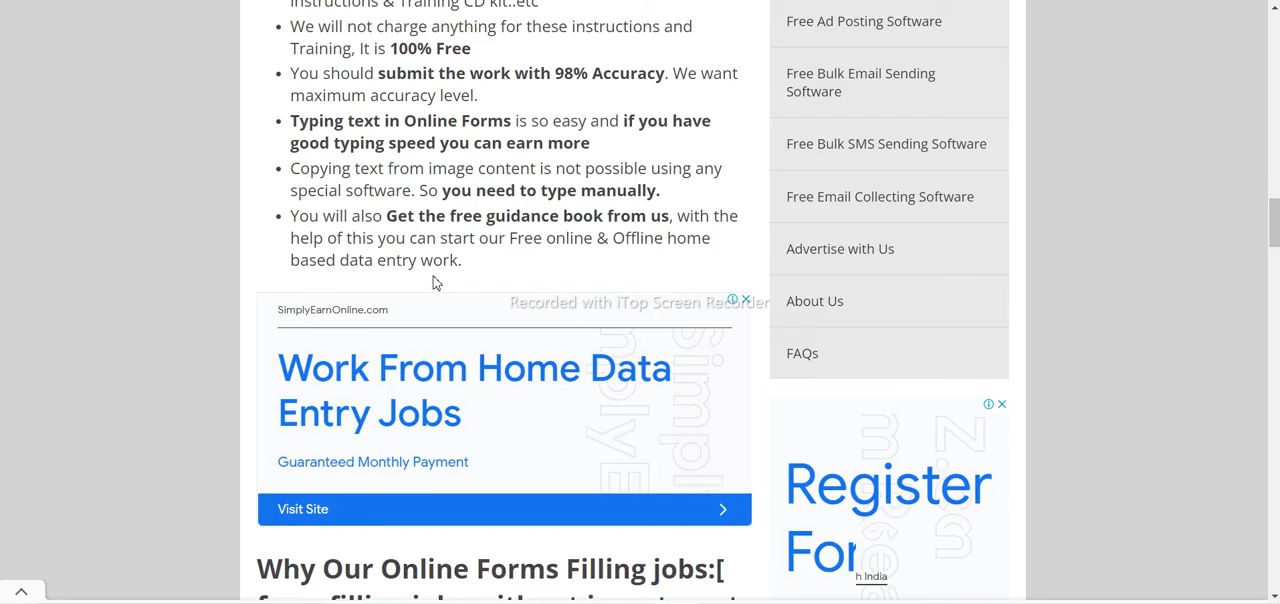 instructions & Training CD kit..etc
We will not charge anything for these instructions and
Training, It is 100% Free
You should submit the work with 98% Accuracy. We want
maximum accuracy level.
Typing text in Online Forms is so easy and if you have
good typing speed you can earn more
Copying text from image content is not possible using any
special software. So you need to type manually.
You will also Get the free guidance book from us, with the
help of this you can start our Free online & Offline home
based data entry work.
Recorded with iTop Screen Recorder
SimplyEarnOnline.com
Work From Home Data
Entry Jobs
Guaranteed Monthly Payment
Visit Site
Why Our Online Forms Filling jobs:[
Free Ad Posting Software
Free Bulk Email Sending
Software
Free Bulk SMS Sending Software
Free Email Collecting Software
Advertise with Us
About Us
FAQs
Register
For
h India